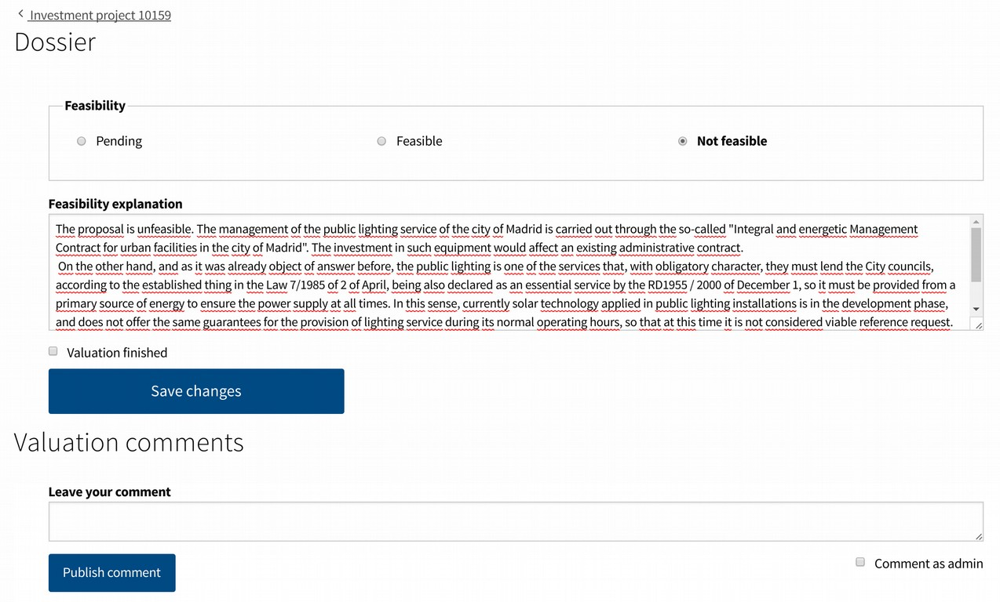 Investment project 10159
Dossier
Feasibility
Pending
Feasible
Not feasible
Feasibility explanation
The proposal is unfeasible. The management of the public lighting service of the city of Madrid is carried out through the so-called "Integral and energetic Management
Contract for urban facilities in the city of Madrid". The investment in such equipment would affect an existing administrative contract.
On the other hand, and as it was already object of answer before, the public lighting is one of the services that, with obligatory character, they must lend the City councils,
according to the established thing in the Law 7/1985 of 2 of April, being also declared as an essential service by the RD1955 / 2000 of December 1, so it must be provided from a
primary source of energy to ensure the power supply at all times. In this sense, currently solar technology applied in public lighting installations is in the development phase,
and does not offer the same guarantees for the provision of lighting service during its normal operating hours, so that at this time it is not considered viable reference request.
Valuation finished
Save changes
Valuation comments
Leave your comment
Publish comment
Comment as admin